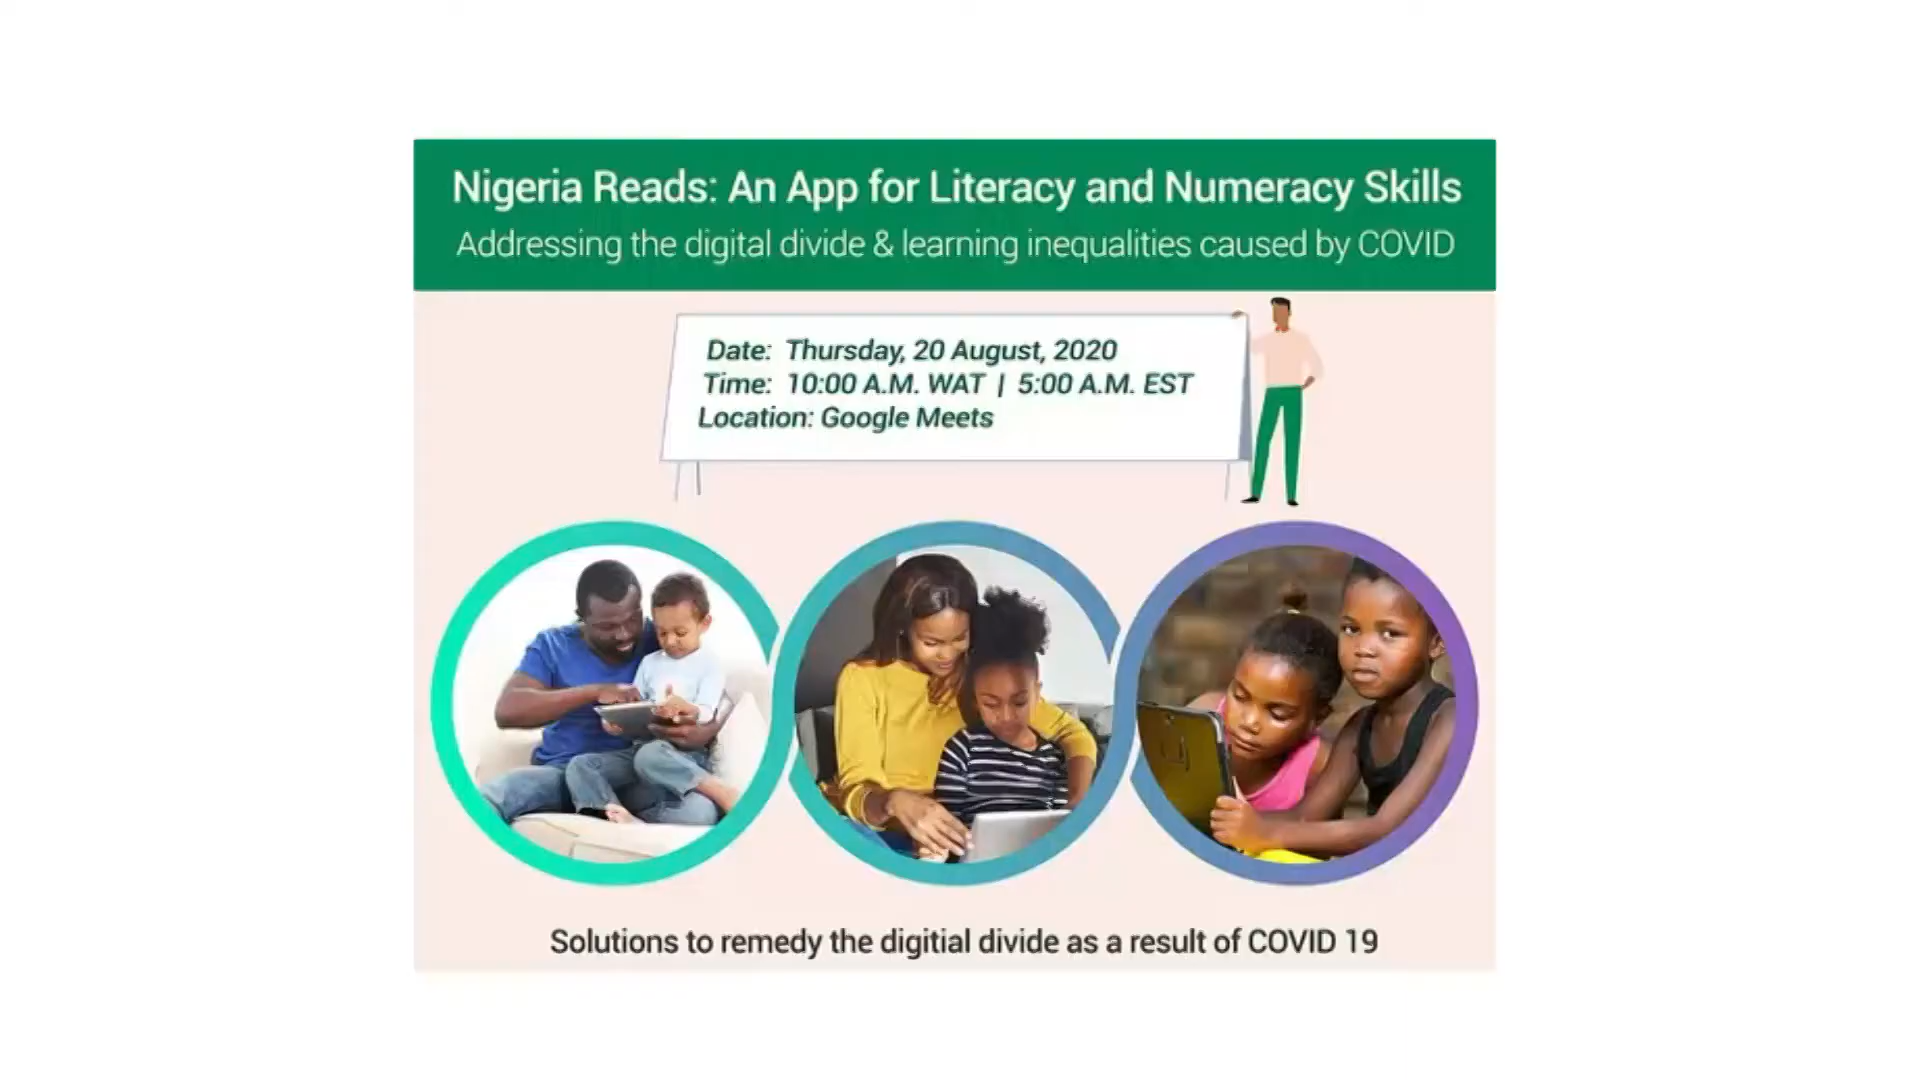 Nigeria Reads: An App for Literacy and Numeracy Skills
Addressing the digital divide & learning inequalities caused by COVID
Date: Thursday, 20 August, 2020
Time: 10:00 A.M. WAT | 5:00 A.M. EST
Location: Google Meets
Solutions to remedy the digitial divide as a result of COVID 19